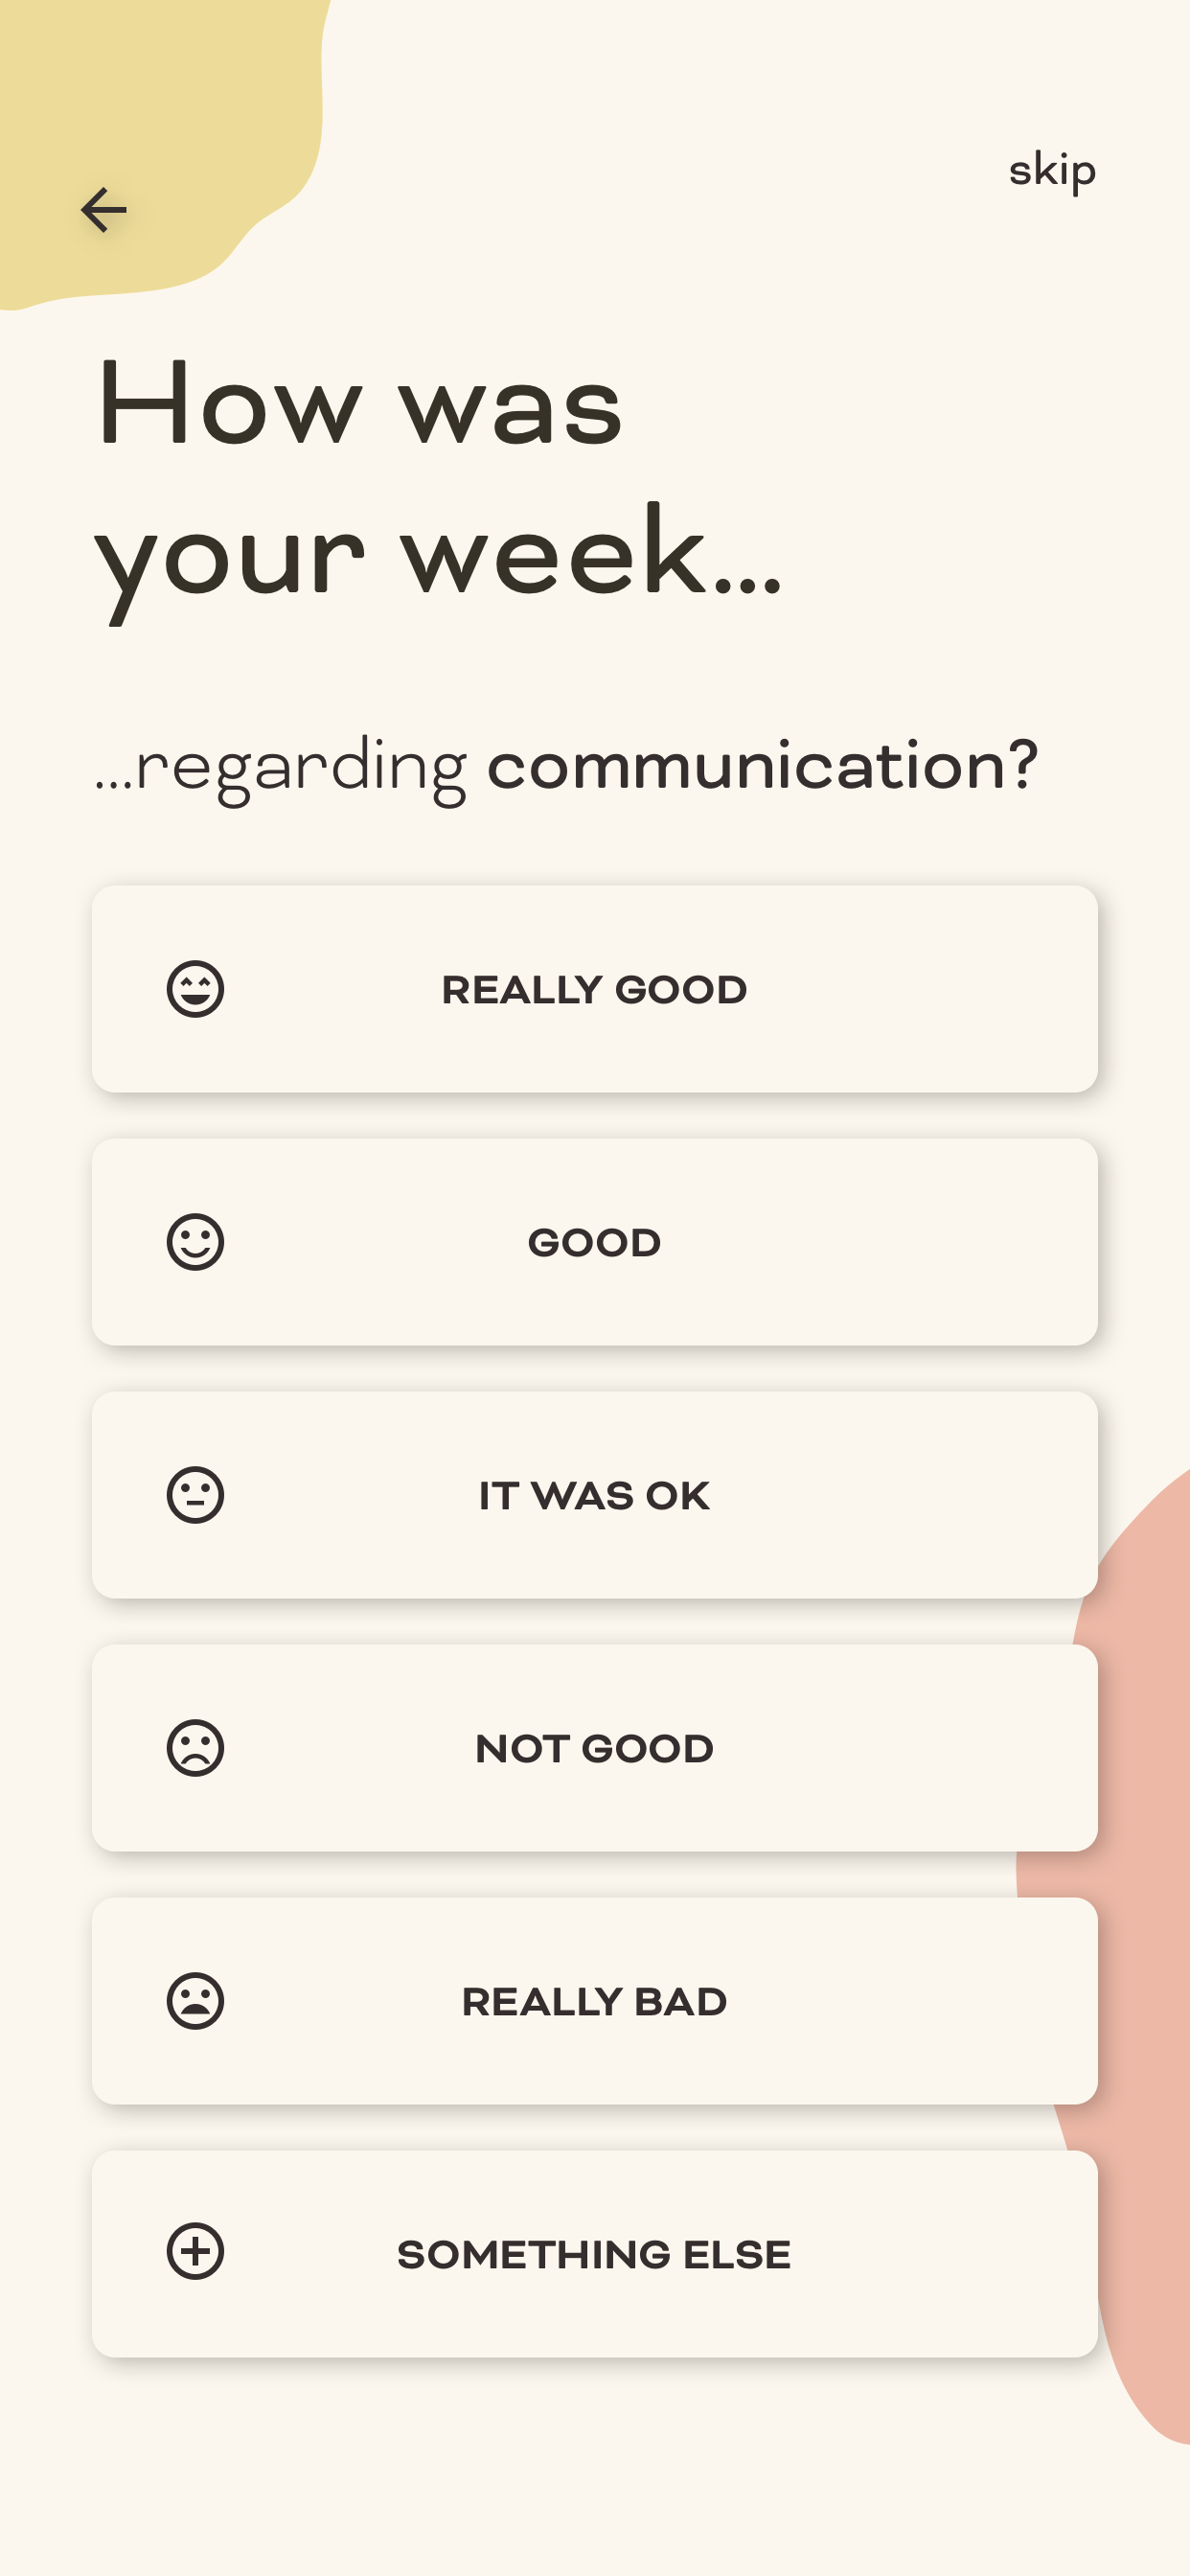 skip
How was
your week...
...regarding communication?
REALLY GOOD
GOOD
IT WAS OK
NOT GOOD
REALLY BAD
SOMETHING ELSE